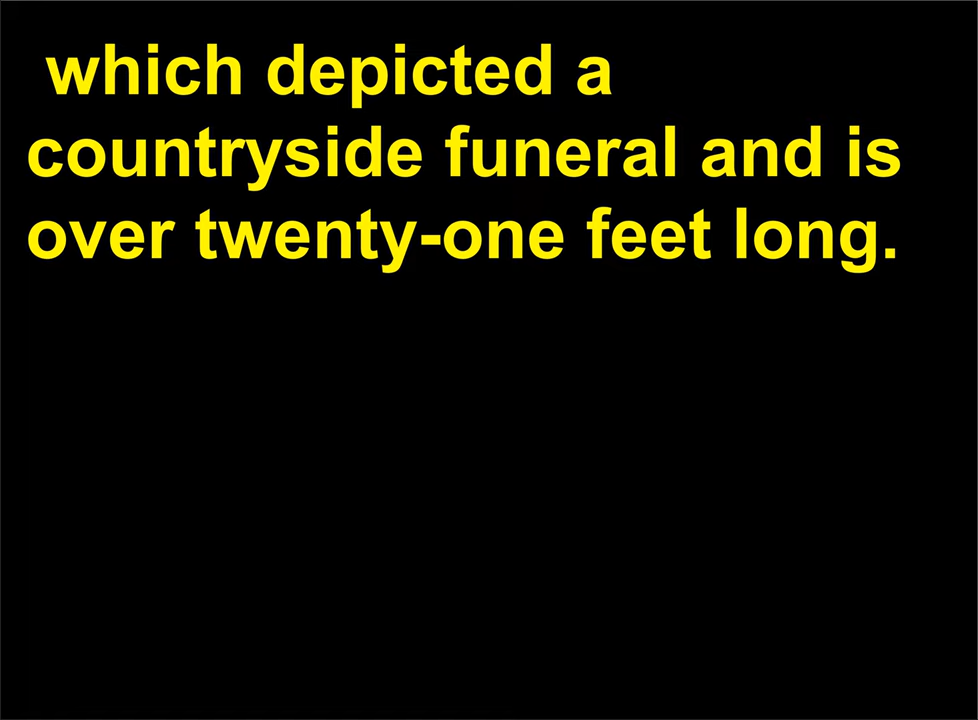 which depicted a
countryside funeral and is
over twenty-one feet long.